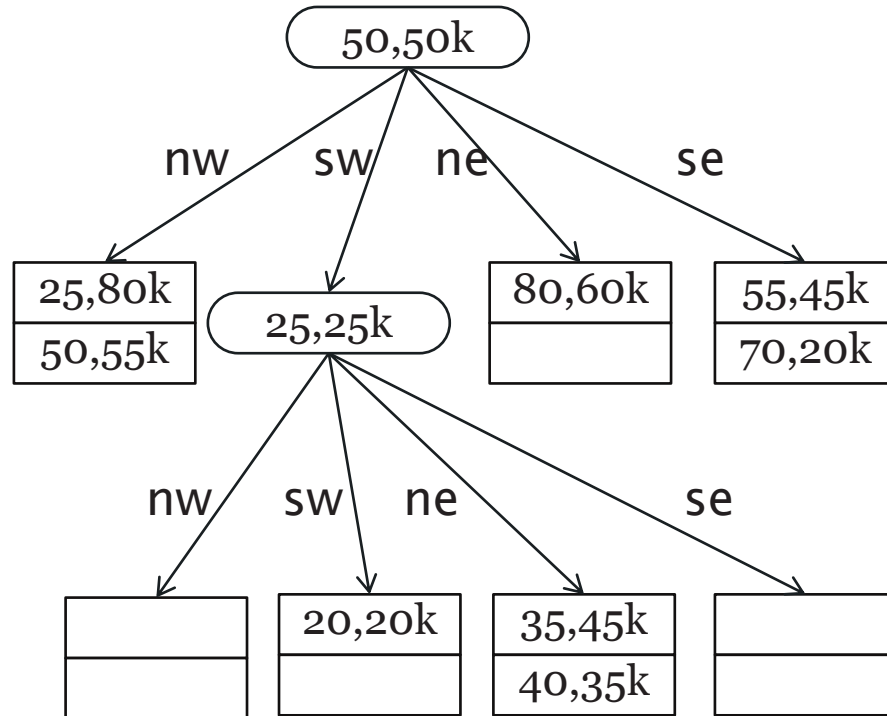 50,50k
nw sw ne se
25,80k
50,55k
25,25k
80,60k
55,45k
70,20k
nw sw ne se
20,20k
35,45k
40,35k